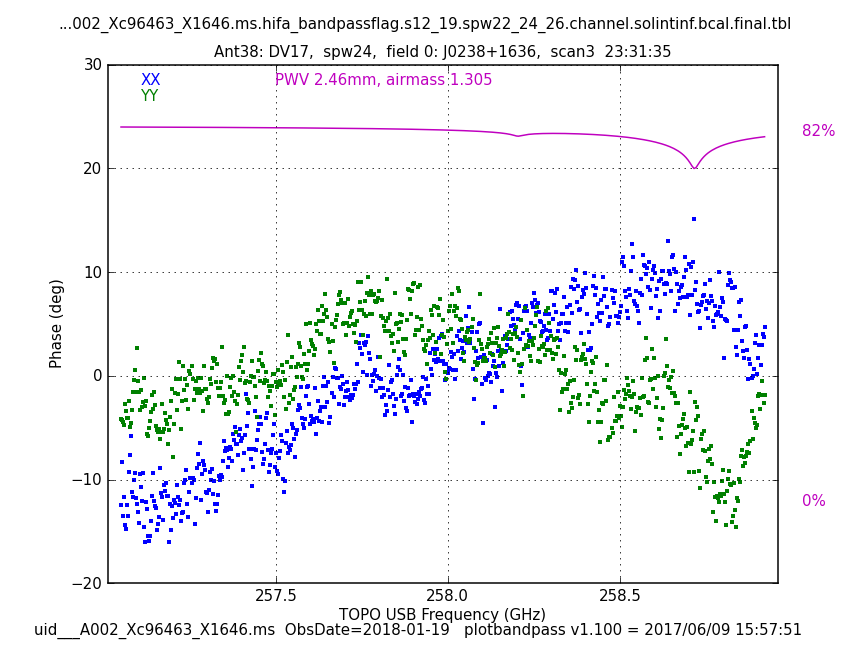 ...002_Xc96463_X1646.ms.hifa_bandpassflag.s12_19.spw22_24_26.channel.solintinf.bcal.final.tbl
Ant38: DV17, spw24, field 0: J0238+1636, scan3 23:31:35
30
XX
PWV 2.46mm, airmass 1.305
YY
82%
20
10
Phase (deg)
0
−10
0%
−20
257.5 258.0 258.5
TOPO USB Frequency (GHz)
uid___A002_Xc96463_X1646.ms ObsDate=2018-01-19 plotbandpass v1.100 = 2017/06/09 15:57:51